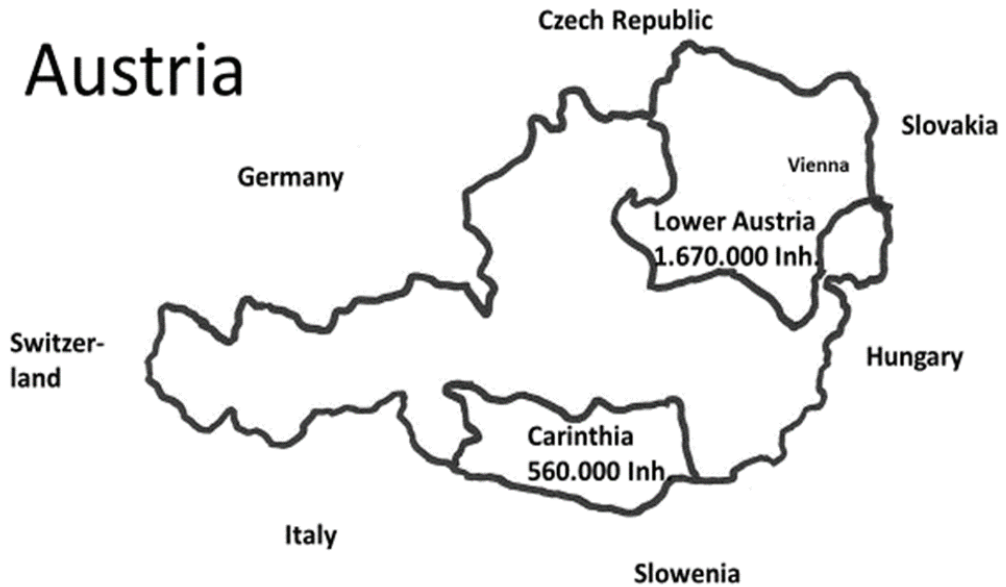 Czech Republic
Austria
Slovakia
Vienna
Germany
Lower Austria
1.670.000 Inh.
Switzer-
land
Hungary
Carinthia
560.000 Inh.
Italy
Slowenia